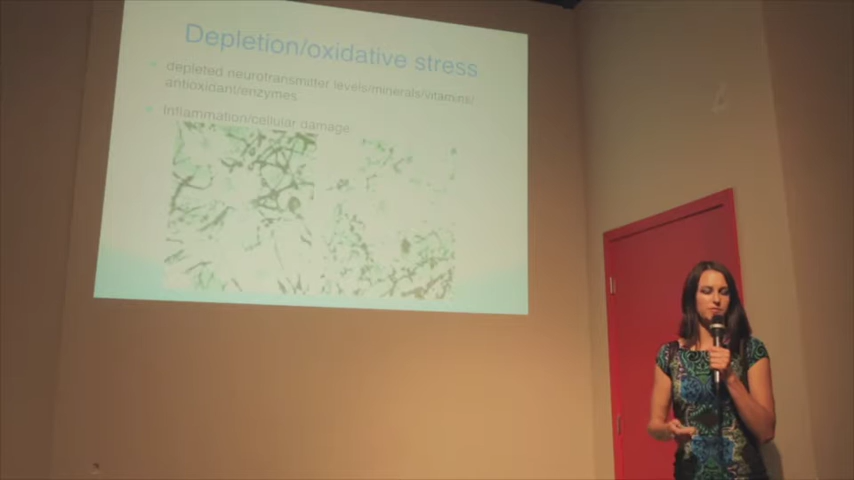 Depletion/oxidative stress
depleted neurotransmitter levels/minerals/vitamins/
antioxidant/enzymes
Inflammation/cellular damage